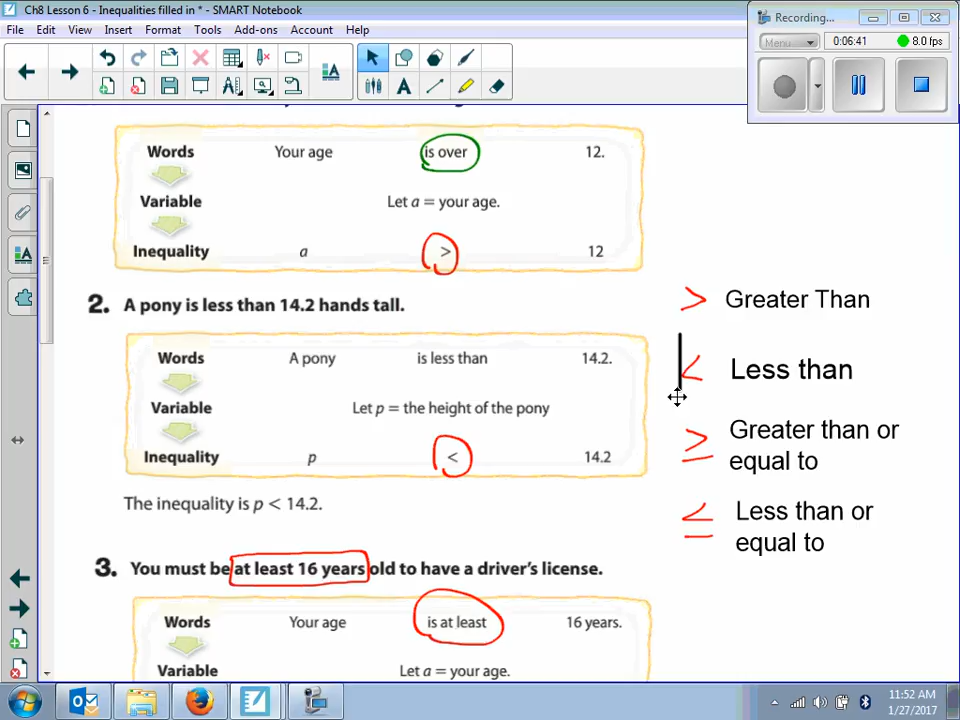 Ch8 Lesson 6 - Inequalities filled in * - SMART Notebook
File Edit View Insert Format Tools Add-ons Account Help
Recording...
Menu
0:06:41
8.0 fps
Words Your age is over 12.
Variable Let a = your age.
Inequality a > 12
2. A pony is less than 14.2 hands tall.
Words A pony is less than 14.2.
Variable Let p = the height of the pony
Inequality p < 14.2
The inequality is p < 14.2.
> Greater Than
< Less than
≥ Greater than or
equal to
≤ Less than or
equal to
3. You must be at least 16 years old to have a driver's license.
Words Your age is at least 16 years.
Variable Let a = your age.
11:52 AM
1/27/2017